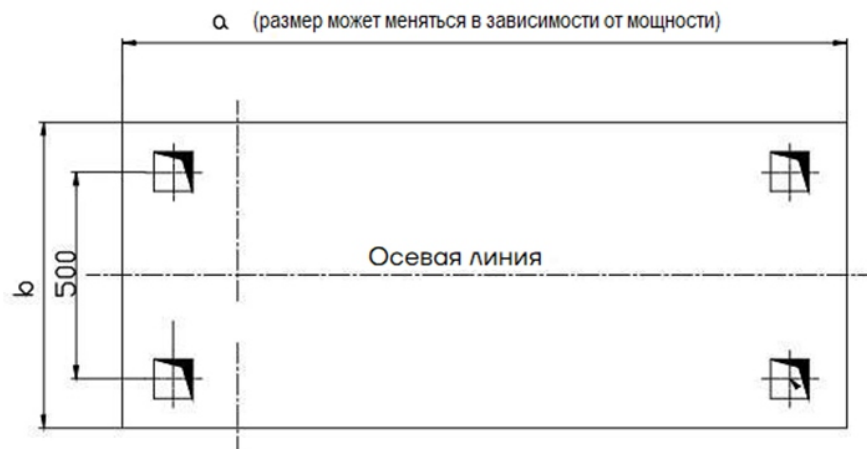 a (размер может меняться в зависимости от мощности)
Осевая линия
500
b